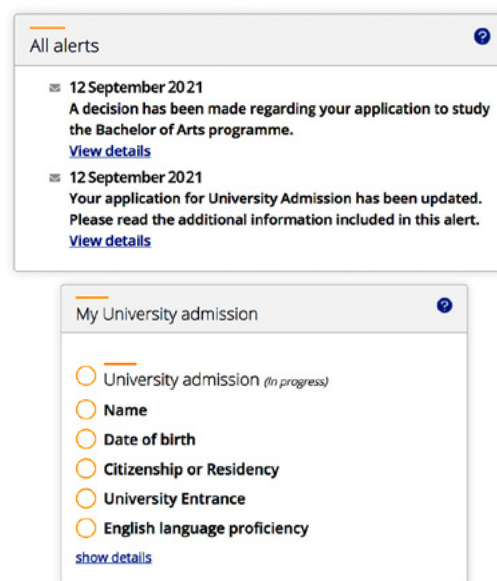 All alerts
?
12 September 2021
A decision has been made regarding your application to study
the Bachelor of Arts programme.
View details
12 September 2021
Your application for University Admission has been updated.
Please read the additional information included in this alert.
View details
My University admission
?
University admission (In progress)
Name
Date of birth
Citizenship or Residency
University Entrance
English language proficiency
show details